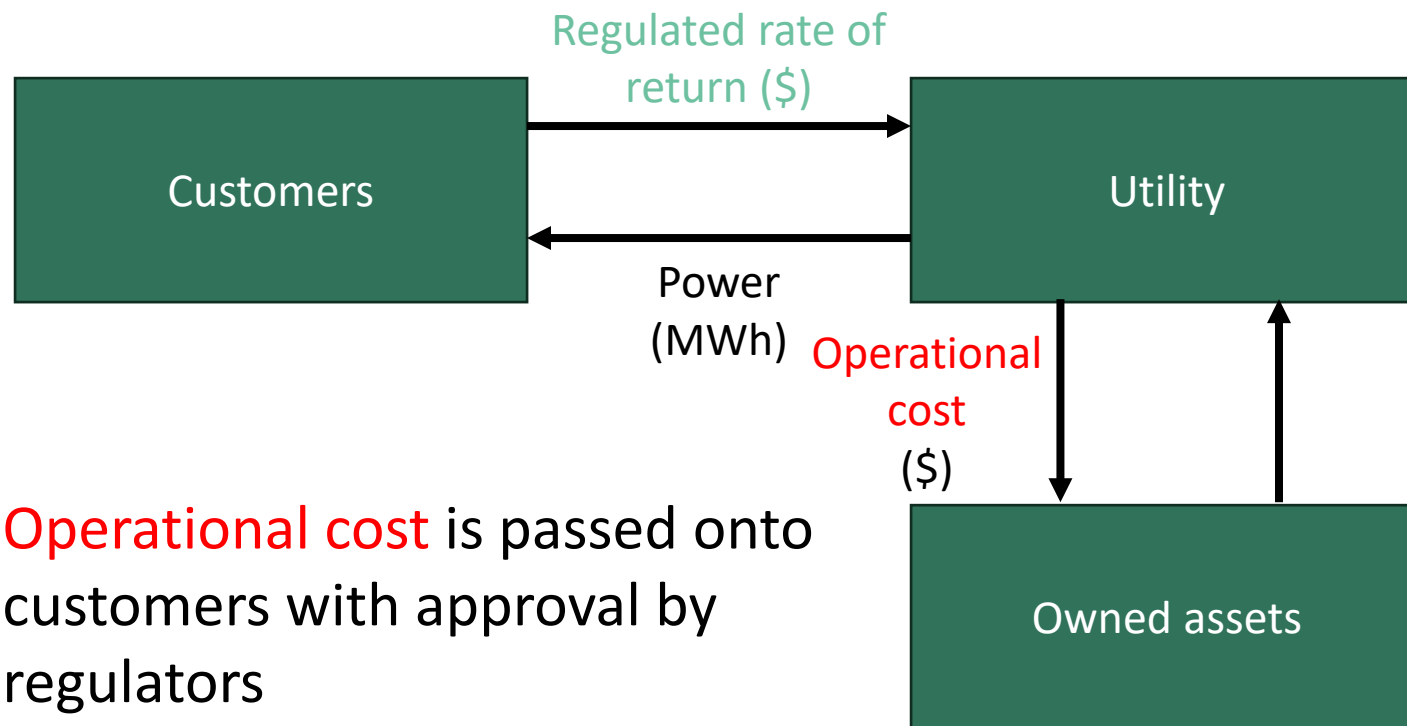 Regulated rate of
return ($)
Customers
Utility
Power
(MWh)
Operational
cost
($)
Operational cost is passed onto
customers with approval by
regulators
Owned assets